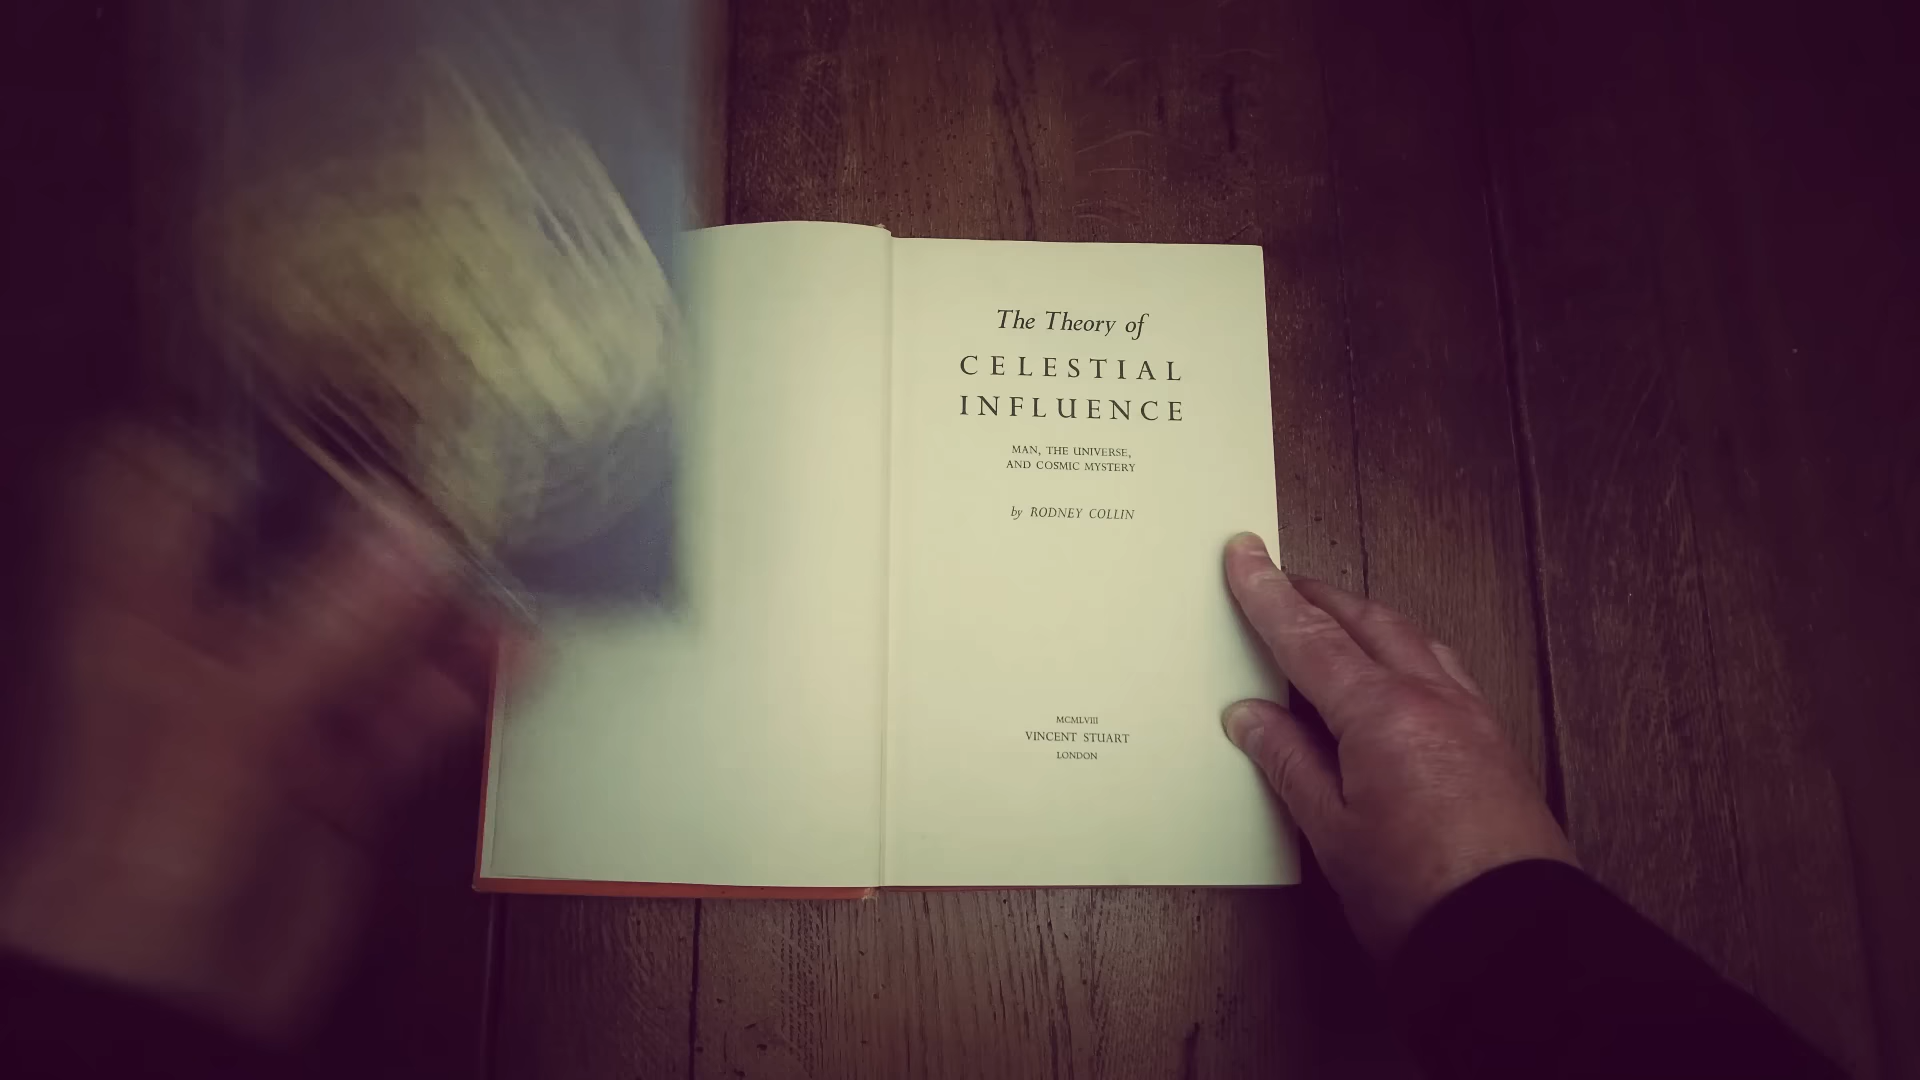 The Theory of
CELESTIAL
INFLUENCE
MAN, THE UNIVERSE,
AND COSMIC MYSTERY
by RODNEY COLLIN
MCMLVIII
VINCENT STUART
LONDON